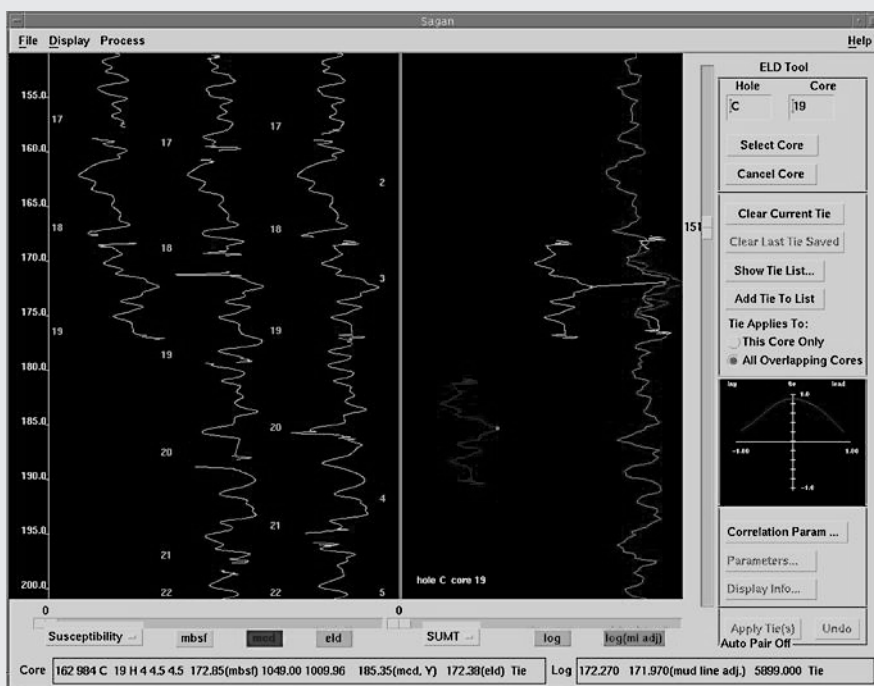 Sagan
File Display Process Help
155.0
160.0
165.0
170.0
175.0
180.0
185.0
190.0
195.0
200.0
17
18
19
17
18
19
20
21
22
17
18
19
20
21
22
2
3
4
5
hole C core 19
151
ELD Tool
Hole Core
C 19
Select Core
Cancel Core
Clear Current Tie
Clear Last Tie Saved
Show Tie List...
Add Tie To List
Tie Applies To:
This Core Only
All Overlapping Cores
lag tie lead
1.0
-1.00 1.00
-1.0
Correlation Param ...
Parameters...
Display Info...
Apply Tie(s) Undo
Auto Pair Off
0 0
Susceptibility mbsf mcd eld SUMT log log(ml adj)
Core 162 984 C 19 H 4 4.5 4.5 172.85(mbsf) 1049.00 1009.96 185.35(mcd, Y) 172.38(eld) Tie Log 172.270 171.970(mud line adj.) 5899.000 Tie